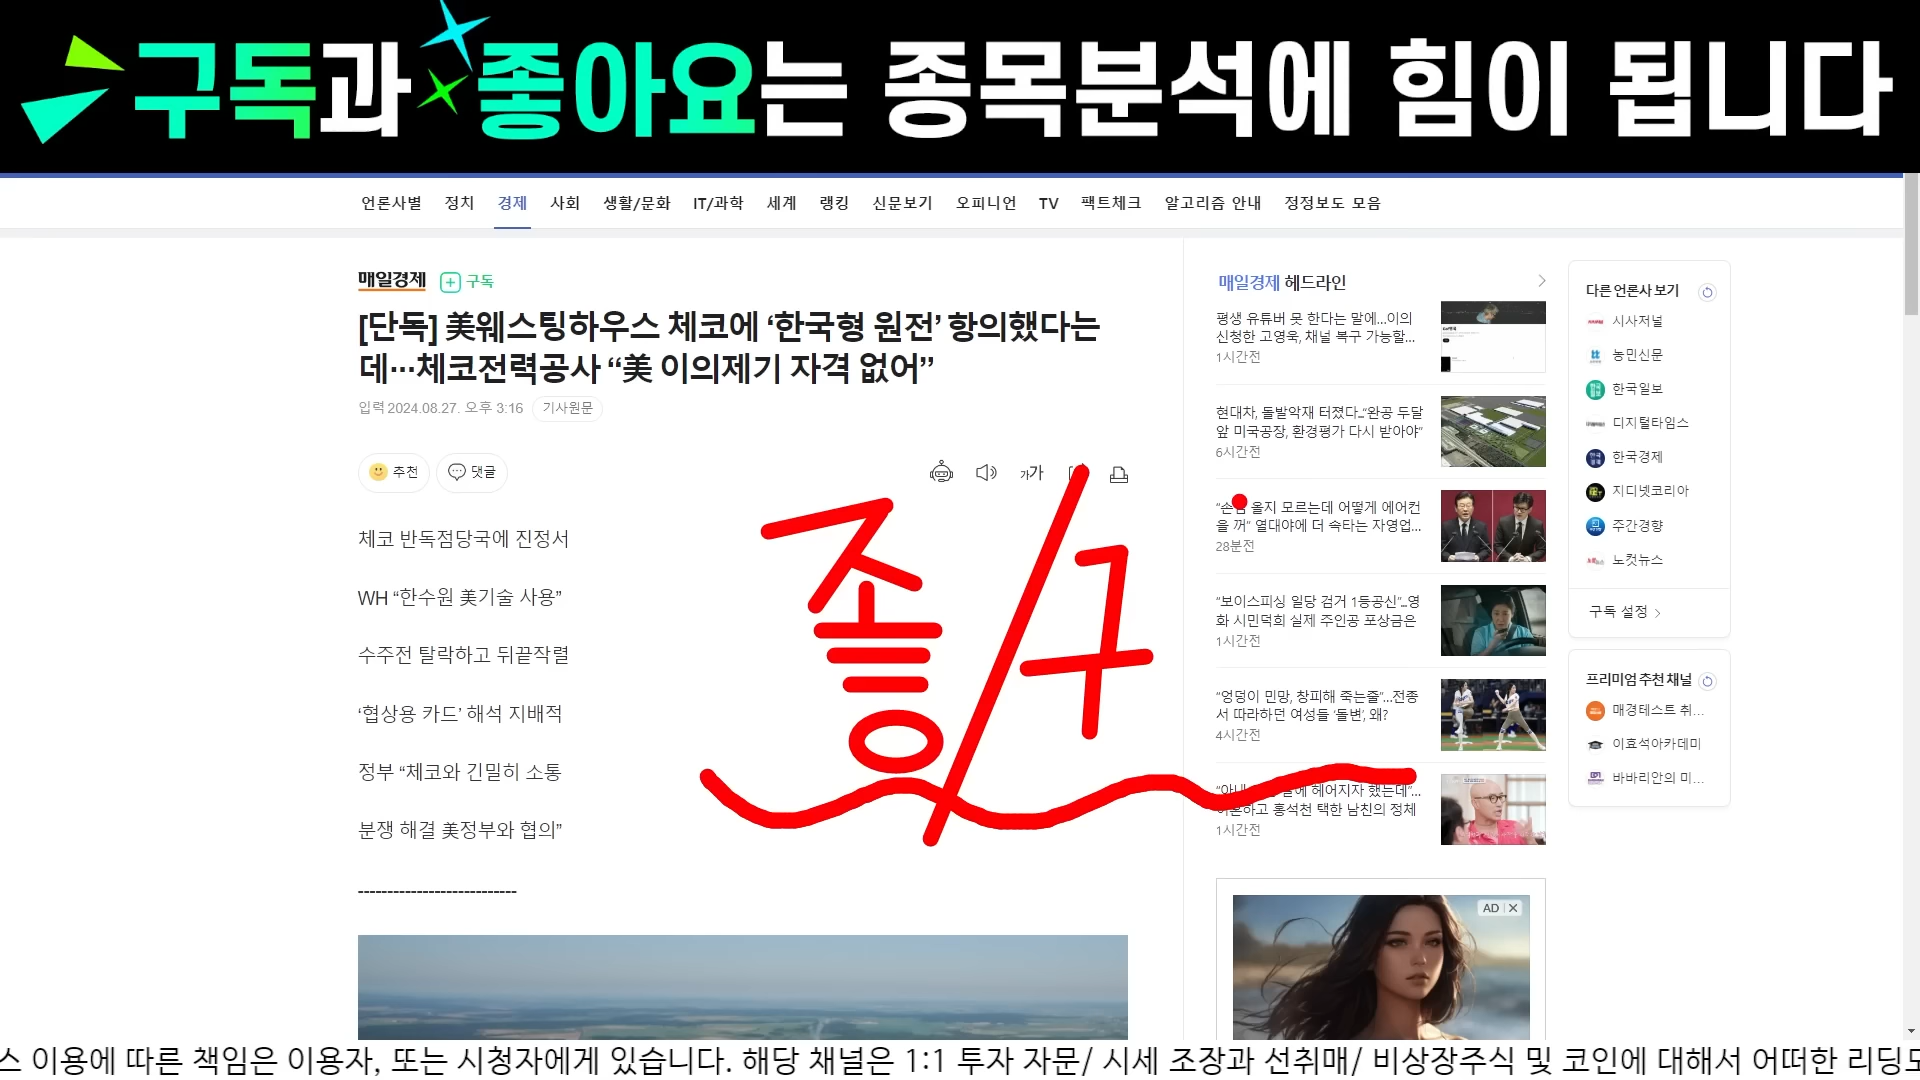 구독과 좋아요는 종목분석에 힘이 됩니다
언론사별 정치 경제 사회 생활/문화 IT/과학 세계 랭킹 신문보기 오피니언 TV 팩트체크 알고리즘 안내 정정보도 모음
매일경제 구독
[단독] 美웨스팅하우스 체코에 ‘한국형 원전’ 항의했다는
데…체코전력공사 “美 이의제기 자격 없어”
입력 2024.08.27. 오후 3:16 기사원문
추천 댓글
가가
체코 반독점당국에 진정서
WH “한수원 美기술 사용”
수주전 탈락하고 뒤끝작렬
‘협상용 카드’ 해석 지배적
정부 “체코와 긴밀히 소통
분쟁 해결 美정부와 협의”
---------------------------
좋/구
매일경제 헤드라인
평생 유튜버 못 한다는 말에…이의
신청한 고영욱, 채널 복구 가능할...
1시간전
현대차, 돌발악재 터졌다…“완공 두달
앞 미국공장, 환경평가 다시 받아야”
6시간전
올지 모르는데 어떻게 에어컨
을 꺼” 열대야에 더 속타는 자영업...
28분전
“보이스피싱 일당 검거 1등공신”…영
화 시민덕희 실제 주인공 포상금은
1시간전
“엉덩이 민망, 창피해 죽는줄”…전종
서 따라하던 여성들 ‘돌변’, 왜?
4시간전
헤어지자 했는데”…
이혼하고 홍석천 택한 남친의 정체
1시간전
AD
다른 언론사 보기
시사저널
농민신문
한국일보
디지털타임스
한국경제
지디넷코리아
주간경향
노컷뉴스
구독 설정
프리미엄 추천 채널
매경테스트 취...
이효석아카데미
바바리안의 미...
스 이용에 따른 책임은 이용자, 또는 시청자에게 있습니다. 해당 채널은 1:1 투자 자문/ 시세 조장과 선취매/ 비상장주식 및 코인에 대해서 어떠한 리딩도